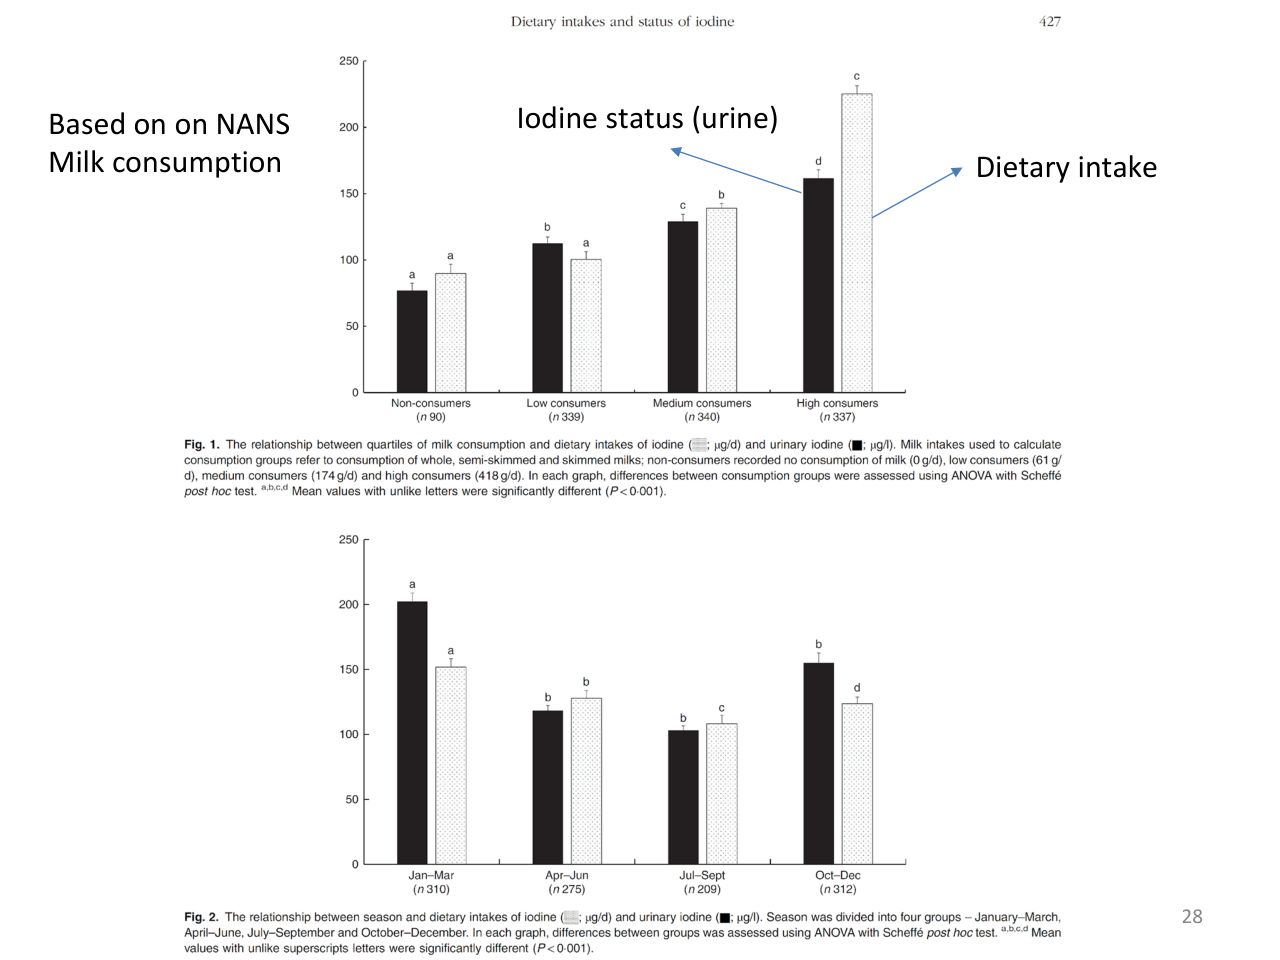 Dietary intakes and status of iodine 427
Based on on NANS
Milk consumption
Iodine status (urine)
Dietary intake
250
200
150
100
50
0
a
a
b
a
c
b
d
c
Non-consumers
(n 90)
Low consumers
(n 339)
Medium consumers
(n 340)
High consumers
(n 337)
Fig. 1. The relationship between quartiles of milk consumption and dietary intakes of iodine (▒; μg/d) and urinary iodine (■; μg/l). Milk intakes used to calculate
consumption groups refer to consumption of whole, semi-skimmed and skimmed milks; non-consumers recorded no consumption of milk (0 g/d), low consumers (61 g/
d), medium consumers (174 g/d) and high consumers (418 g/d). In each graph, differences between consumption groups were assessed using ANOVA with Scheffé
post hoc test. a,b,c,d Mean values with unlike letters were significantly different (P < 0·001).
250
200
150
100
50
0
a
a
b
b
b
c
b
d
Jan–Mar
(n 310)
Apr–Jun
(n 275)
Jul–Sept
(n 209)
Oct–Dec
(n 312)
Fig. 2. The relationship between season and dietary intakes of iodine (▒; μg/d) and urinary iodine (■; μg/l). Season was divided into four groups – January–March,
April–June, July–September and October–December. In each graph, differences between groups was assessed using ANOVA with Scheffé post hoc test. a,b,c,d Mean
values with unlike superscripts letters were significantly different (P < 0·001).
28